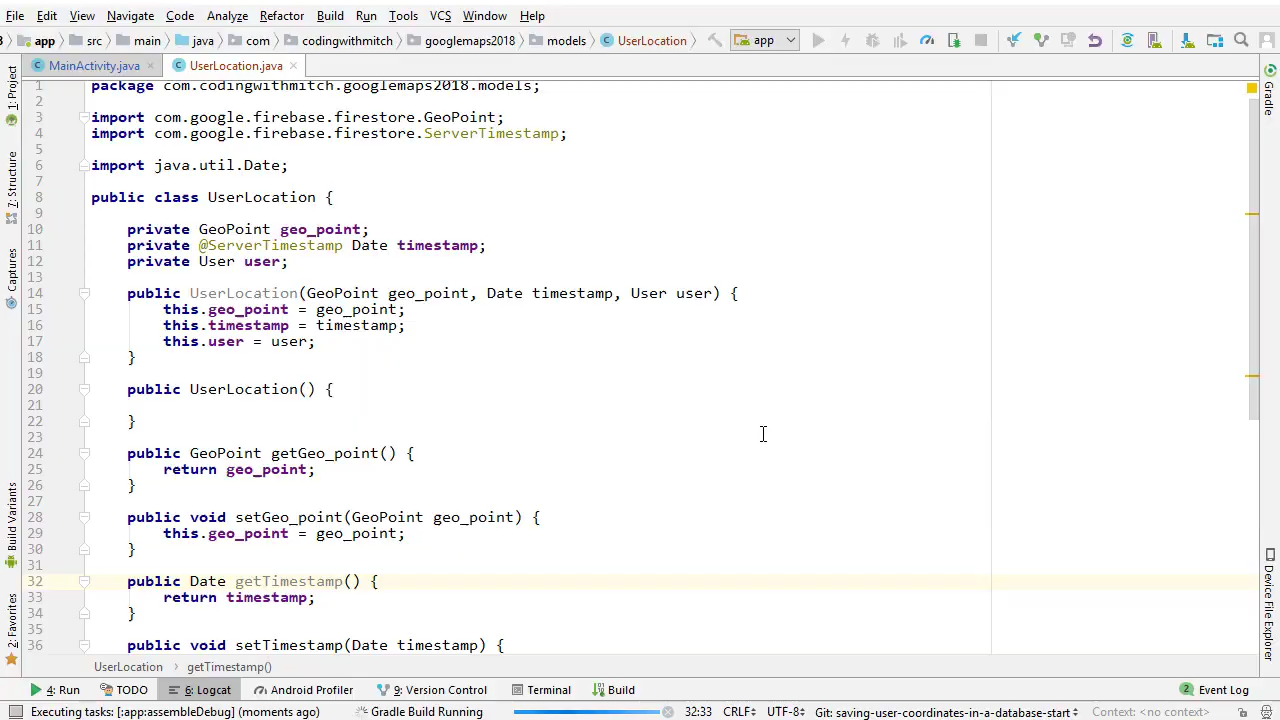 File Edit View Navigate Code Analyze Refactor Build Run Tools VCS Window Help
app src main java com codingwithmitch googlemaps2018 models UserLocation app
MainActivity.java UserLocation.java
1 package com.codingwithmitch.googlemaps2018.models;
2
3 import com.google.firebase.firestore.GeoPoint;
4 import com.google.firebase.firestore.ServerTimestamp;
5
6 import java.util.Date;
7
8 public class UserLocation {
9
10 private GeoPoint geo_point;
11 private @ServerTimestamp Date timestamp;
12 private User user;
13
14 public UserLocation(GeoPoint geo_point, Date timestamp, User user) {
15 this.geo_point = geo_point;
16 this.timestamp = timestamp;
17 this.user = user;
18 }
19
20 public UserLocation() {
21
22 }
23
24 public GeoPoint getGeo_point() {
25 return geo_point;
26 }
27
28 public void setGeo_point(GeoPoint geo_point) {
29 this.geo_point = geo_point;
30 }
31
32 public Date getTimestamp() {
33 return timestamp;
34 }
35
36 public void setTimestamp(Date timestamp) {
1: Project
7: Structure
Captures
Build Variants
2: Favorites
Gradle
Device File Explorer
UserLocation getTimestamp()
4: Run TODO 6: Logcat Android Profiler 9: Version Control Terminal Build 2 Event Log
Executing tasks: [:app:assembleDebug] (moments ago) Gradle Build Running 32:33 CRLF UTF-8 Git: saving-user-coordinates-in-a-database-start Context: <no context>